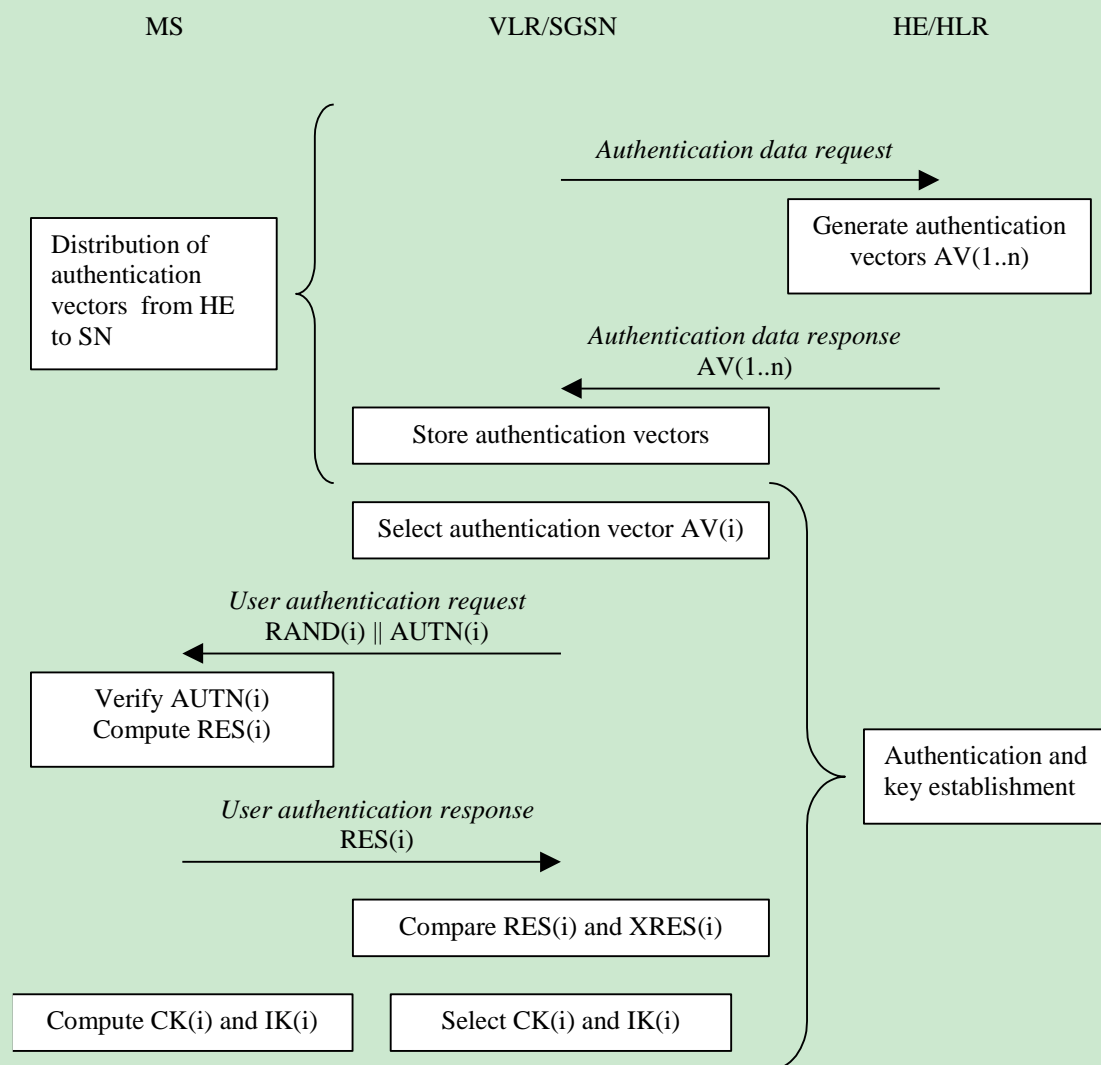 MS
VLR/SGSN
HE/HLR
Authentication data request
Distribution of
authentication
vectors from HE
to SN
Generate authentication
vectors AV(1..n)
Authentication data response
AV(1..n)
Store authentication vectors
Select authentication vector AV(i)
User authentication request
RAND(i) || AUTN(i)
Verify AUTN(i)
Compute RES(i)
Authentication and
key establishment
User authentication response
RES(i)
Compare RES(i) and XRES(i)
Compute CK(i) and IK(i)
Select CK(i) and IK(i)